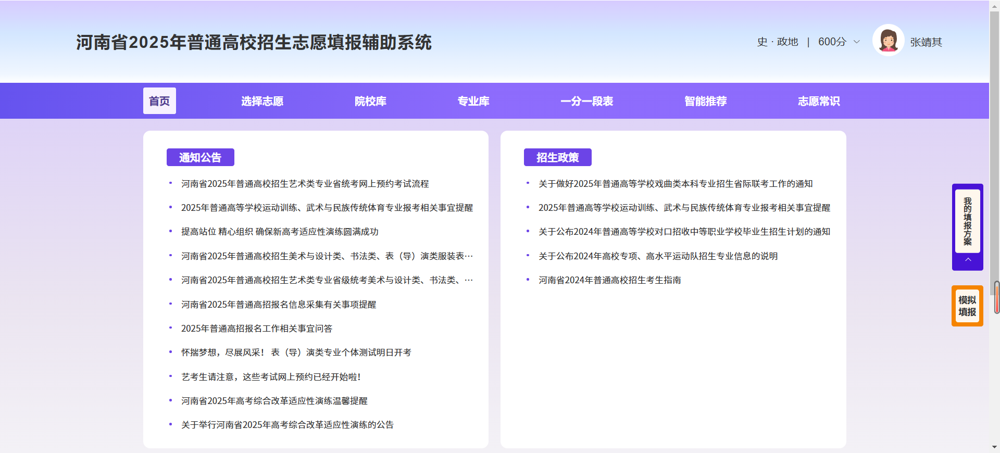 河南省2025年普通高校招生志愿填报辅助系统
史 · 政地 | 600分
张靖其
首页 选择志愿 院校库 专业库 一分一段表 智能推荐 志愿常识
通知公告
河南省2025年普通高校招生艺术类专业省统考网上预约考试流程
2025年普通高等学校运动训练、武术与民族传统体育专业报考相关事宜提醒
提高站位 精心组织 确保新高考适应性演练圆满成功
河南省2025年普通高校招生美术与设计类、书法类、表（导）演类服装表…
河南省2025年普通高校招生艺术类专业省级统考美术与设计类、书法类、…
河南省2025年普通高招报名信息采集有关事项提醒
2025年普通高招报名工作相关事宜问答
怀揣梦想，尽展风采！ 表（导）演类专业个体测试明日开考
艺考生请注意，这些考试网上预约已经开始啦！
河南省2025年高考综合改革适应性演练温馨提醒
关于举行河南省2025年高考综合改革适应性演练的公告
招生政策
关于做好2025年普通高等学校戏曲类本科专业招生省际联考工作的通知
2025年普通高等学校运动训练、武术与民族传统体育专业报考相关事宜提醒
关于公布2024年普通高等学校对口招收中等职业学校毕业生招生计划的通知
关于公布2024年高校专项、高水平运动队招生专业信息的说明
河南省2024年普通高校招生考生指南
我的填报方案
模拟
填报